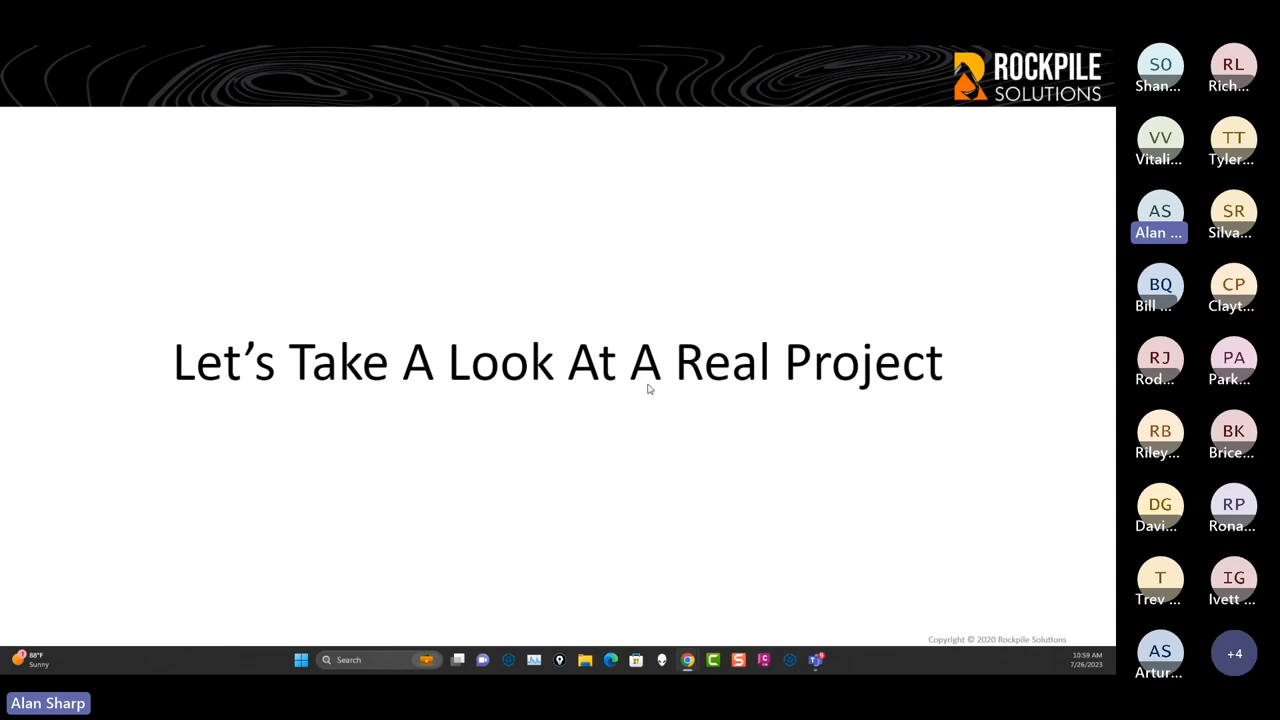 ROCKPILE
SOLUTIONS
Let's Take A Look At A Real Project
Copyright © 2020 Rockpile Solutions
88°F
Sunny
Search
10:59 AM
7/26/2023
Alan Sharp
SO
Shan...
RL
Rich...
VV
Vitali...
TT
Tyler...
AS
Alan ...
SR
Silva...
BQ
Bill ...
CP
Clayt...
RJ
Rod...
PA
Park...
RB
Riley...
BK
Brice...
DG
Davi...
RP
Rona...
T
Trev ...
IG
Ivett ...
AS
Artur...
+4